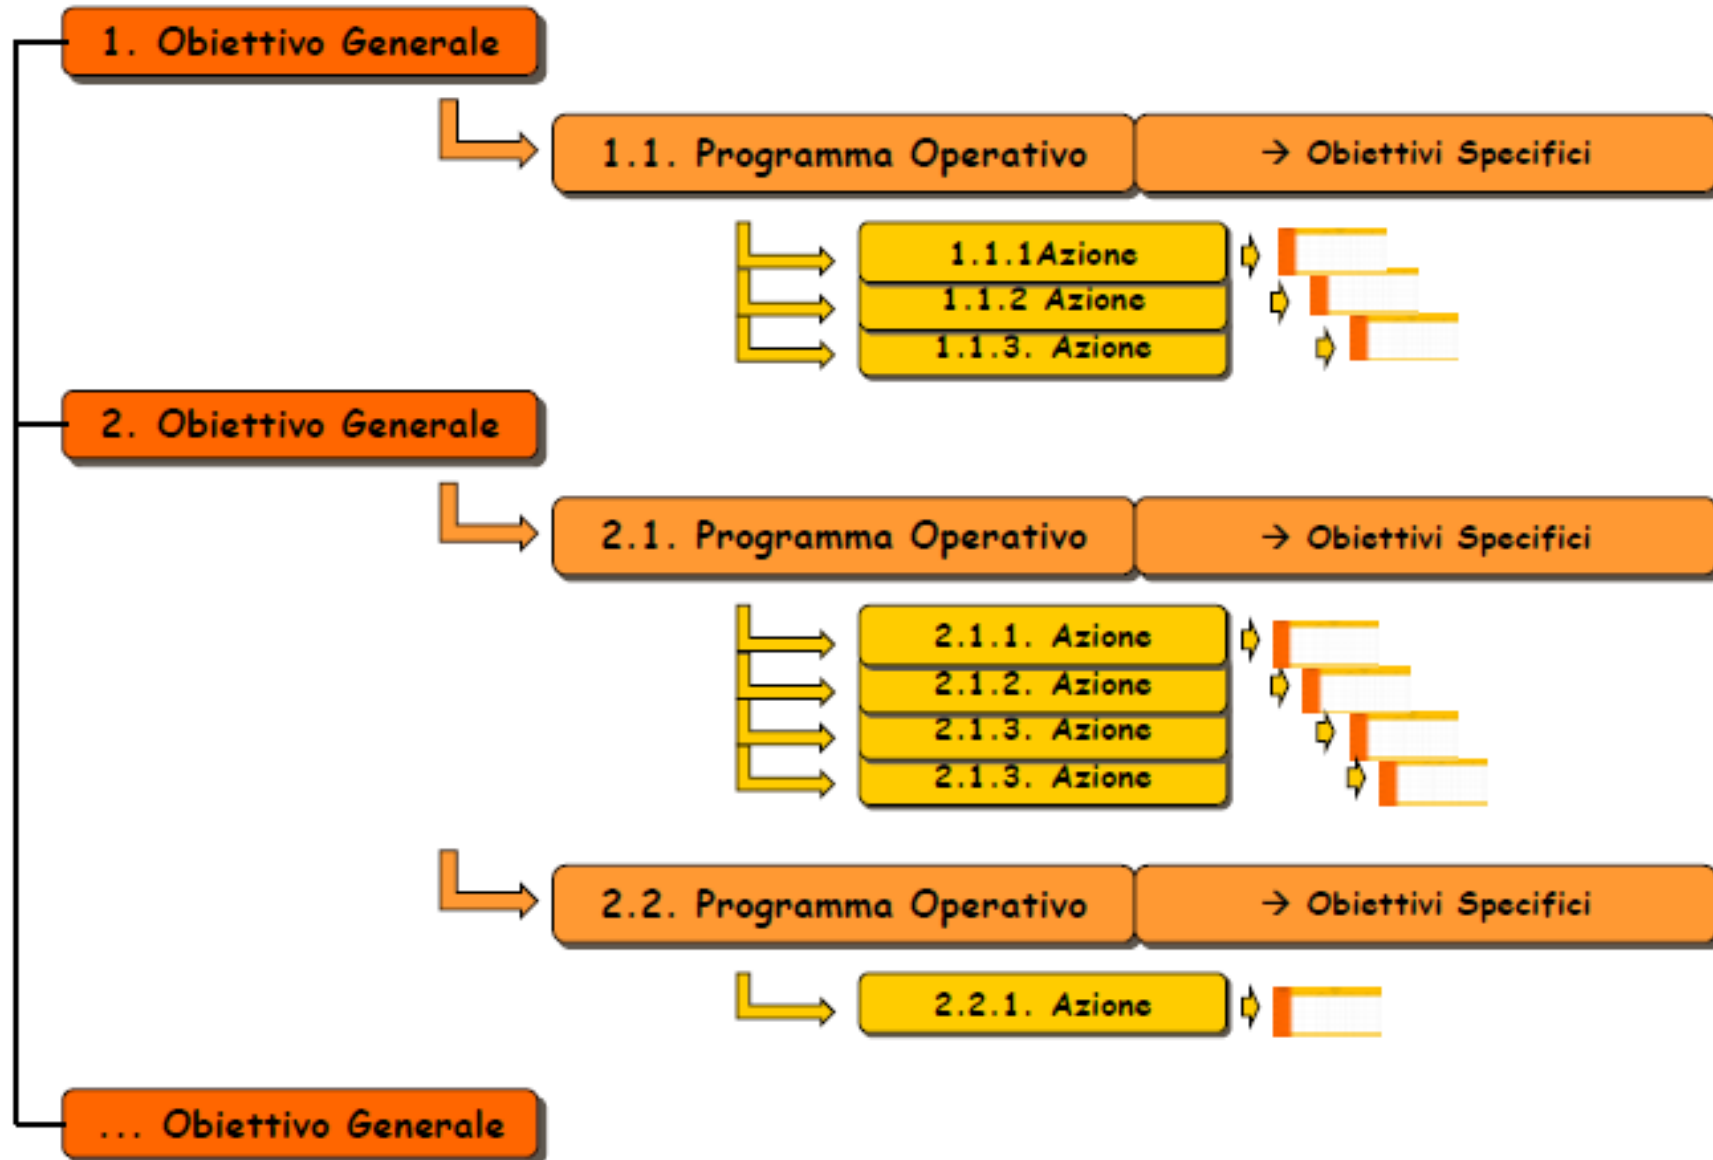 1. Obiettivo Generale
1.1. Programma Operativo
→ Obiettivi Specifici
1.1.1Azione
1.1.2 Azione
1.1.3. Azione
2. Obiettivo Generale
2.1. Programma Operativo
→ Obiettivi Specifici
2.1.1. Azione
2.1.2. Azione
2.1.3. Azione
2.1.3. Azione
2.2. Programma Operativo
→ Obiettivi Specifici
2.2.1. Azione
... Obiettivo Generale